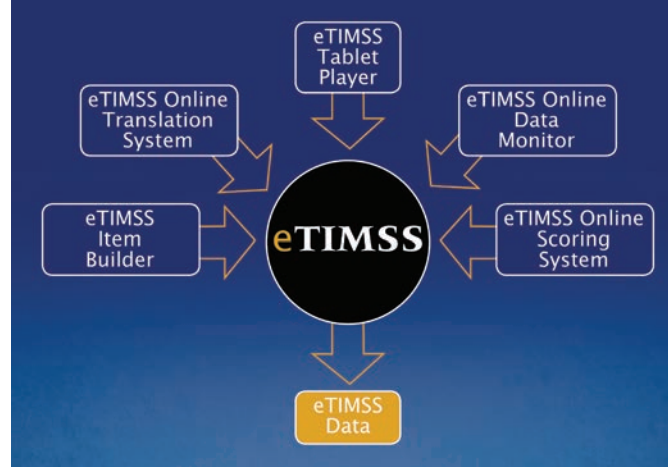 eTIMSS
Tablet
Player
eTIMSS Online
Translation
System
eTIMSS Online
Data
Monitor
eTIMSS
Item
Builder
eTIMSS
eTIMSS Online
Scoring
System
eTIMSS
Data